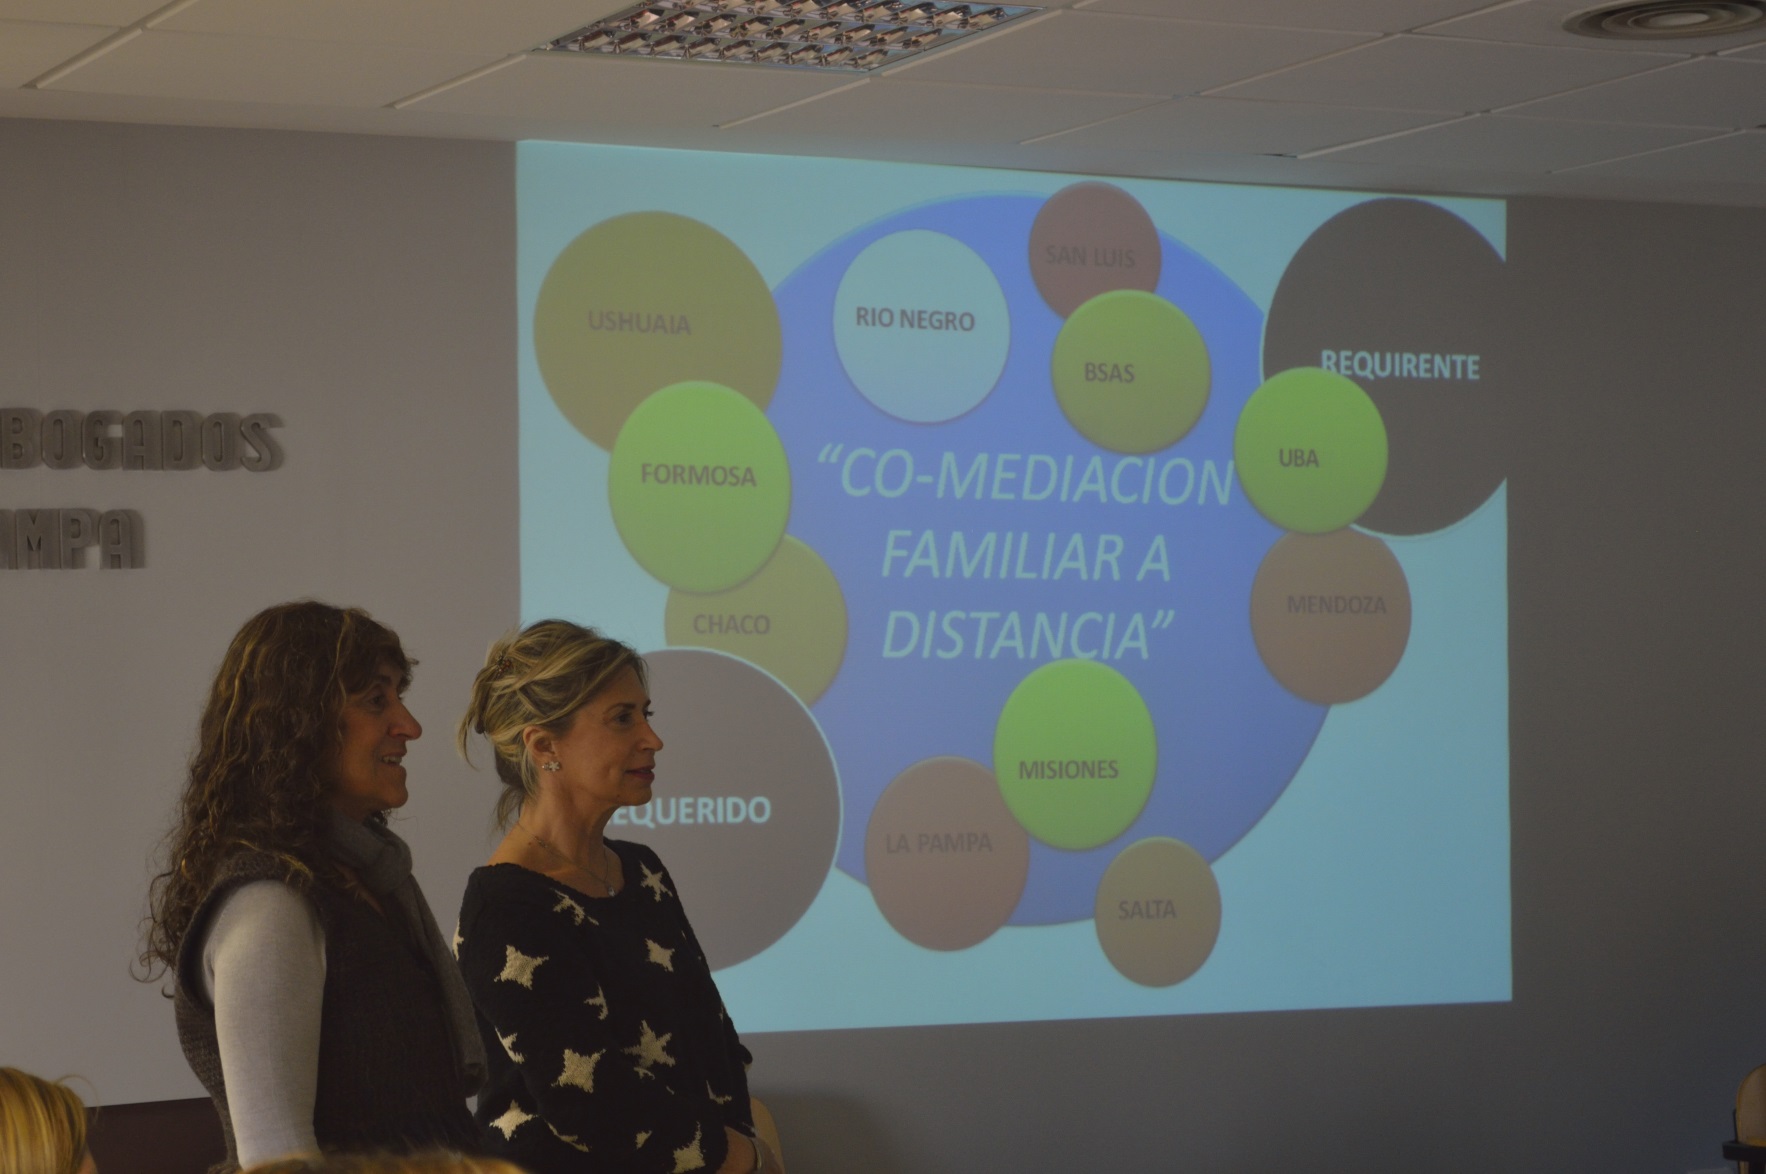 BOGADOS
AMPA
USHUAIA
RIO NEGRO
SAN LUIS
BSAS
REQUIRENTE
FORMOSA
UBA
"CO-MEDIACION
FAMILIAR A
DISTANCIA"
CHACO
MENDOZA
EQUERIDO
MISIONES
LA PAMPA
SALTA